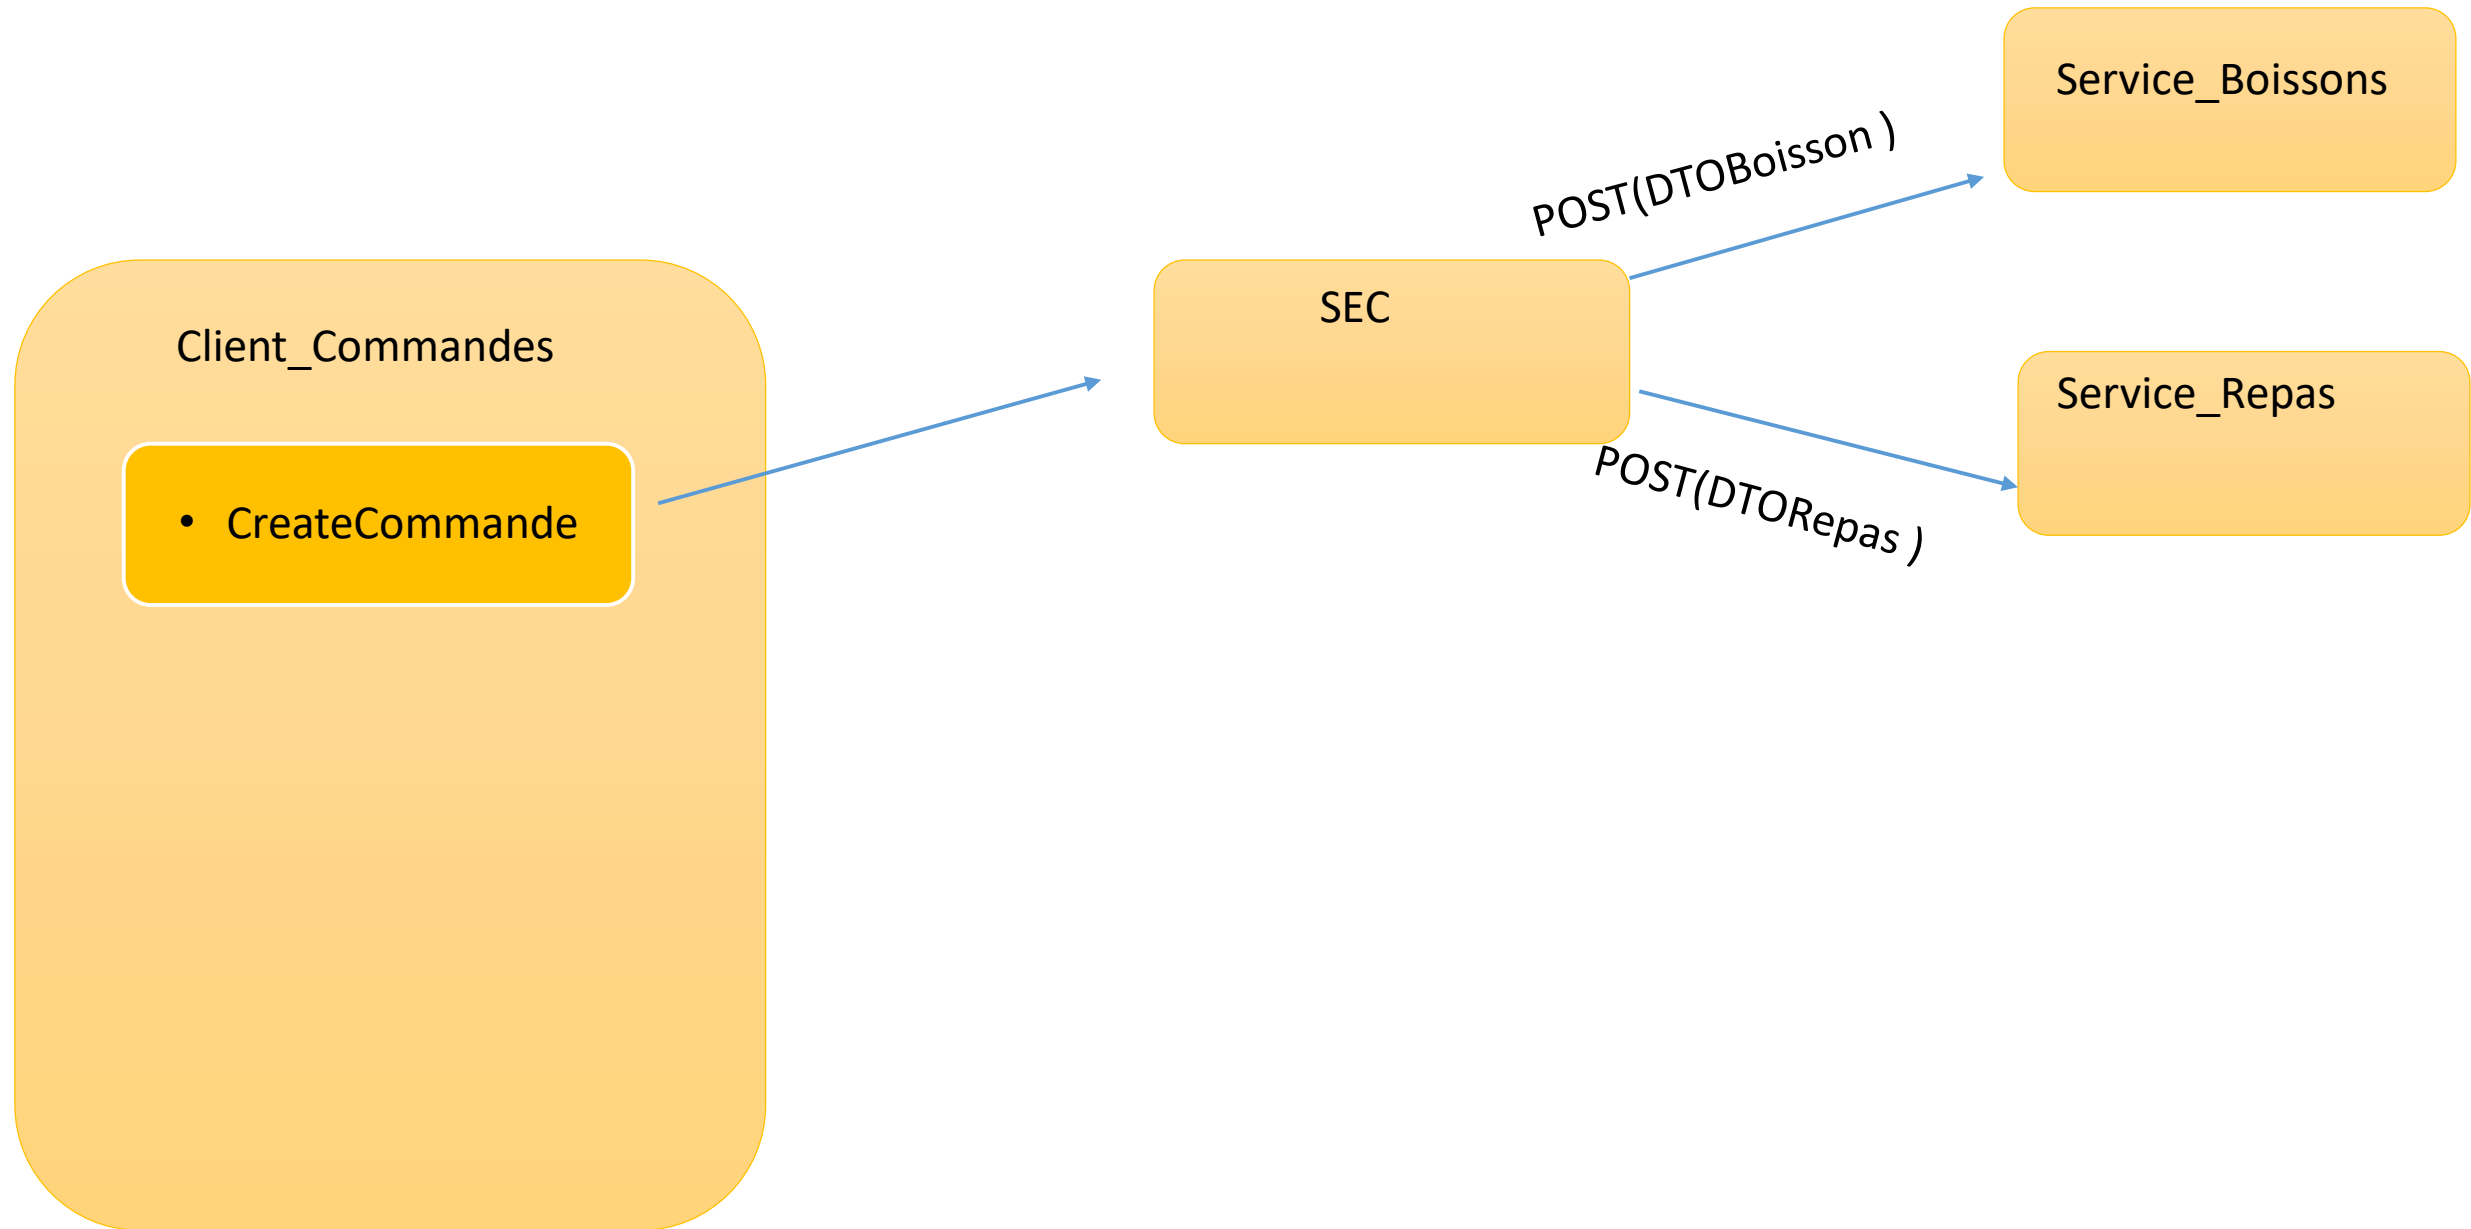 Service_Boissons
POST(DTOBoisson )
SEC
Client_Commandes
Service_Repas
POST(DTORepas )
• CreateCommande